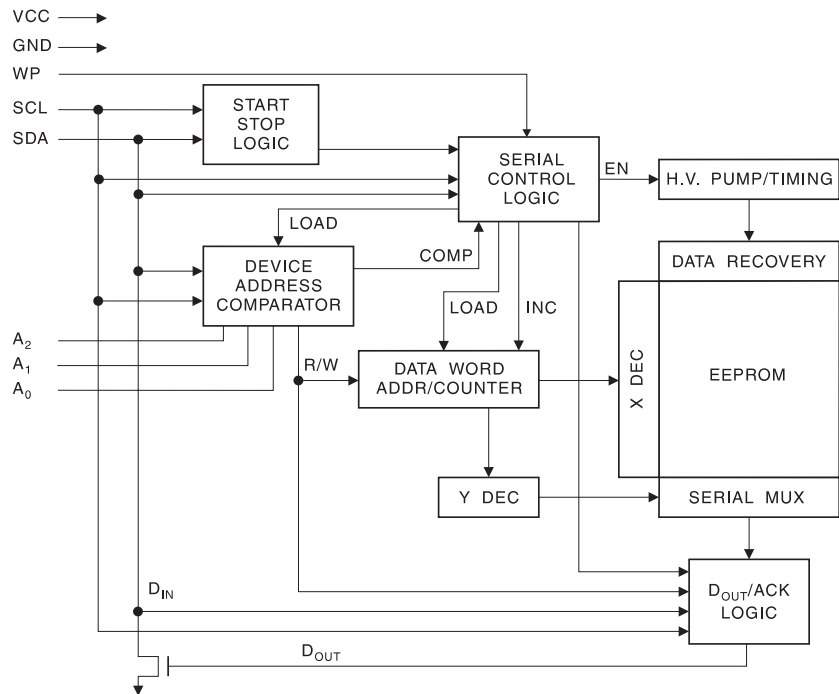 VCC
GND
WP
SCL
SDA
START
STOP
LOGIC
SERIAL
CONTROL
LOGIC
EN
H.V. PUMP/TIMING
LOAD
COMP
DEVICE
ADDRESS
COMPARATOR
DATA RECOVERY
LOAD
INC
A2
A1
A0
R/W
DATA WORD
ADDR/COUNTER
X DEC
EEPROM
Y DEC
SERIAL MUX
DIN
DOUT/ACK
LOGIC
DOUT